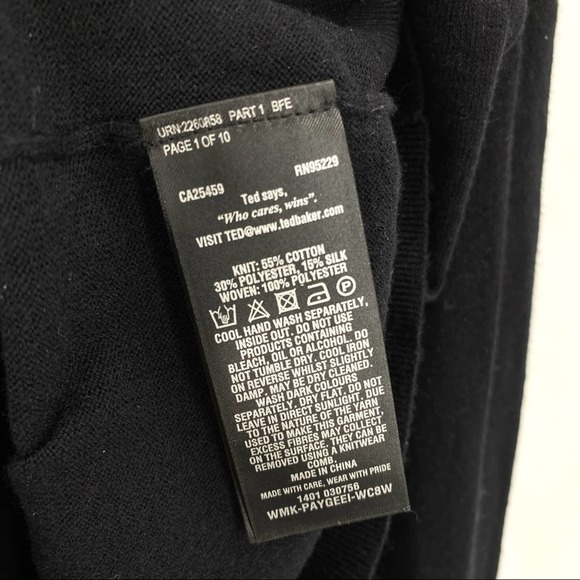 URN:2260858 PART 1 BFE
PAGE 1 OF 10
CA25459 RN95229
Ted says,
"Who cares, wins".
VISIT TED@www.tedbaker.com
KNIT: 55% COTTON
30% POLYESTER, 15% SILK
WOVEN: 100% POLYESTER
P
COOL HAND WASH SEPARATELY,
INSIDE OUT. DO NOT USE
PRODUCTS CONTAINING
BLEACH, OIL OR ALCOHOL. DO
NOT TUMBLE DRY. COOL IRON
ON REVERSE WHILST SLIGHTLY
DAMP. MAY BE DRY CLEANED.
WASH DARK COLOURS
SEPARATELY, DRY FLAT. DO NOT
LEAVE IN DIRECT SUNLIGHT. DUE
TO THE NATURE OF THE YARN
USED TO MAKE THIS GARMENT,
EXCESS FIBRES MAY COLLECT
ON THE SURFACE. THEY CAN BE
REMOVED USING A KNITWEAR
COMB.
MADE IN CHINA
MADE WITH CARE, WEAR WITH PRIDE
1401 030756
WMK-PAYGEEI-WC8W